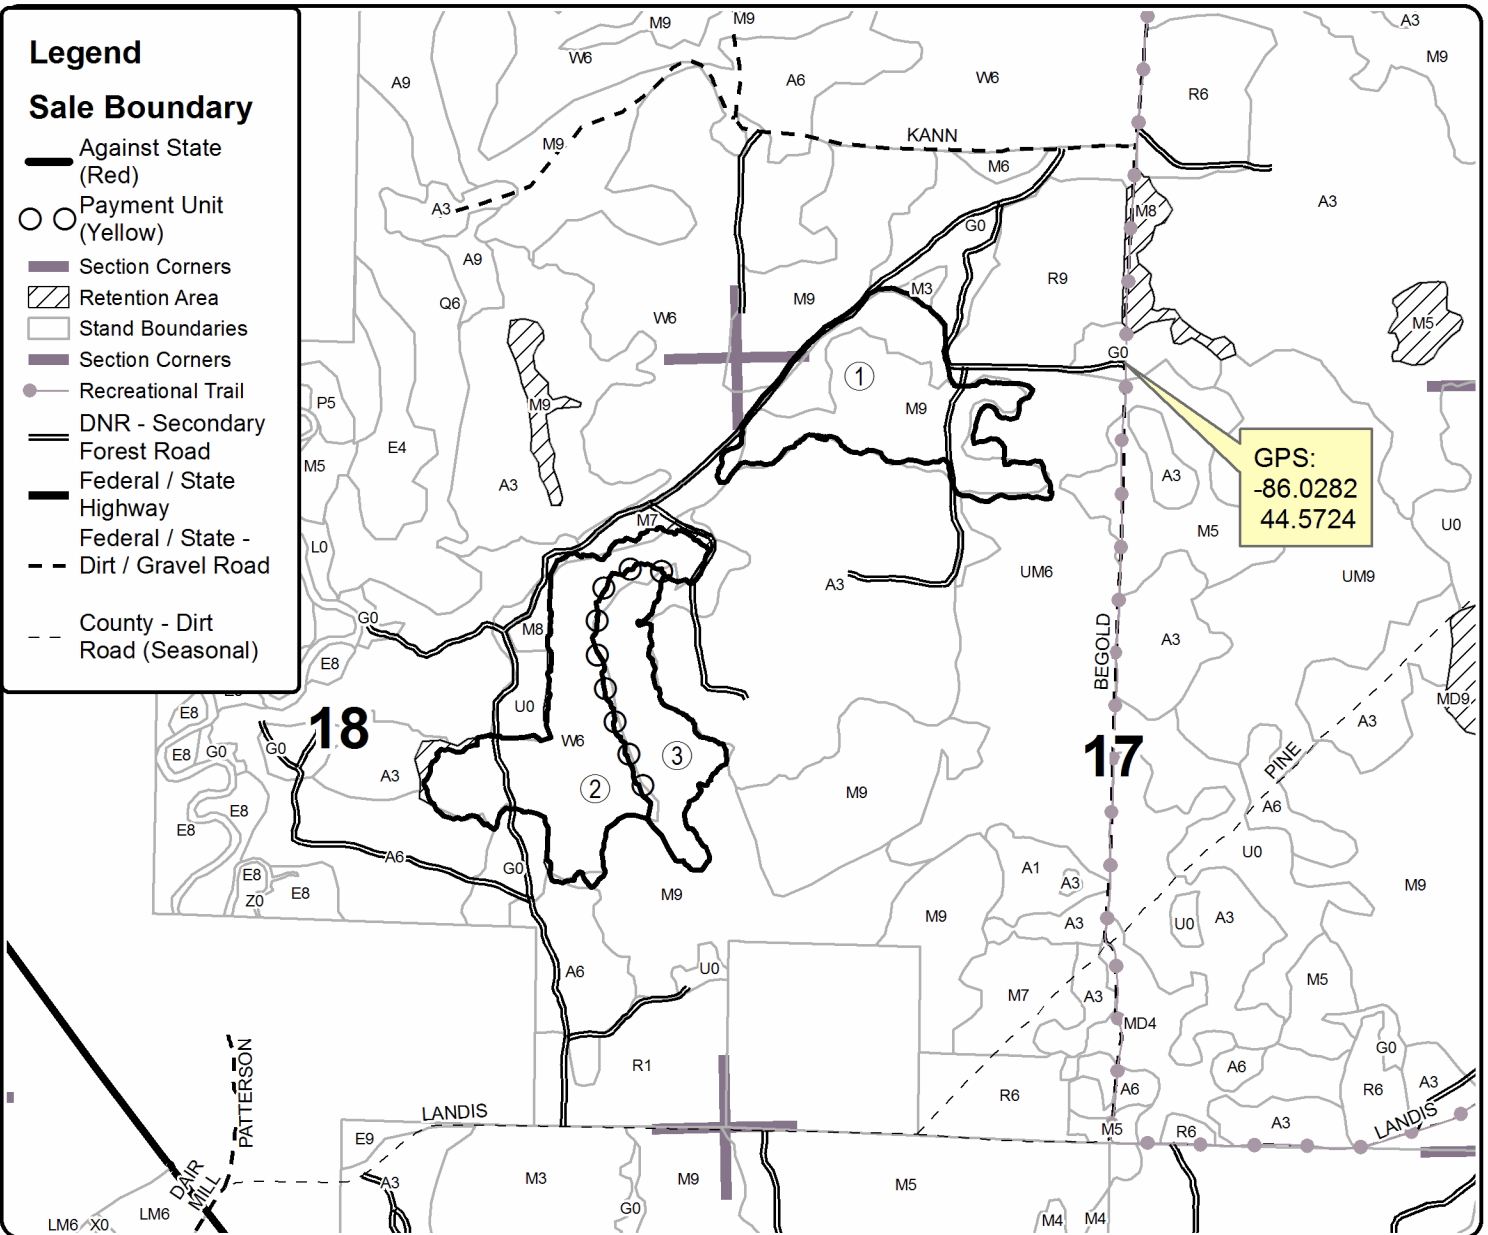 Legend
Sale Boundary
Against State
(Red)
Payment Unit
(Yellow)
Section Corners
Retention Area
Stand Boundaries
Section Corners
Recreational Trail
DNR - Secondary
Forest Road
Federal / State
Highway
Federal / State -
Dirt / Gravel Road
County - Dirt
Road (Seasonal)
M9
M9
A3
W6
M9
A9
A6
W6
R6
KANN
M9
M6
A3
A3
M8
G0
A9
R9
Q6
M9
M3
W6
M5
G0
1
P5
M9
M9
E4
GPS:
-86.0282
44.5724
M5
A3
A3
M7
M5
U0
L0
UM6
UM9
A3
G0
M8
A3
BEGOLD
E8
E8
MD9
U0
E8
A3
18
W6
17
E8
G0
G0
3
PINE
A3
2
M9
E8
A6
E8
A6
U0
G0
A1
E8
A3
M9
E8
Z0
M9
M9
A3
U0
A3
A6
U0
M5
M7
A3
MD4
G0
R1
A6
PATTERSON
R6
A6
R6
A3
LANDIS
LANDIS
E9
M5
R6
A3
DAIR
MILL
A3
M3
M9
M5
LM6
X0
LM6
G0
M4
M4